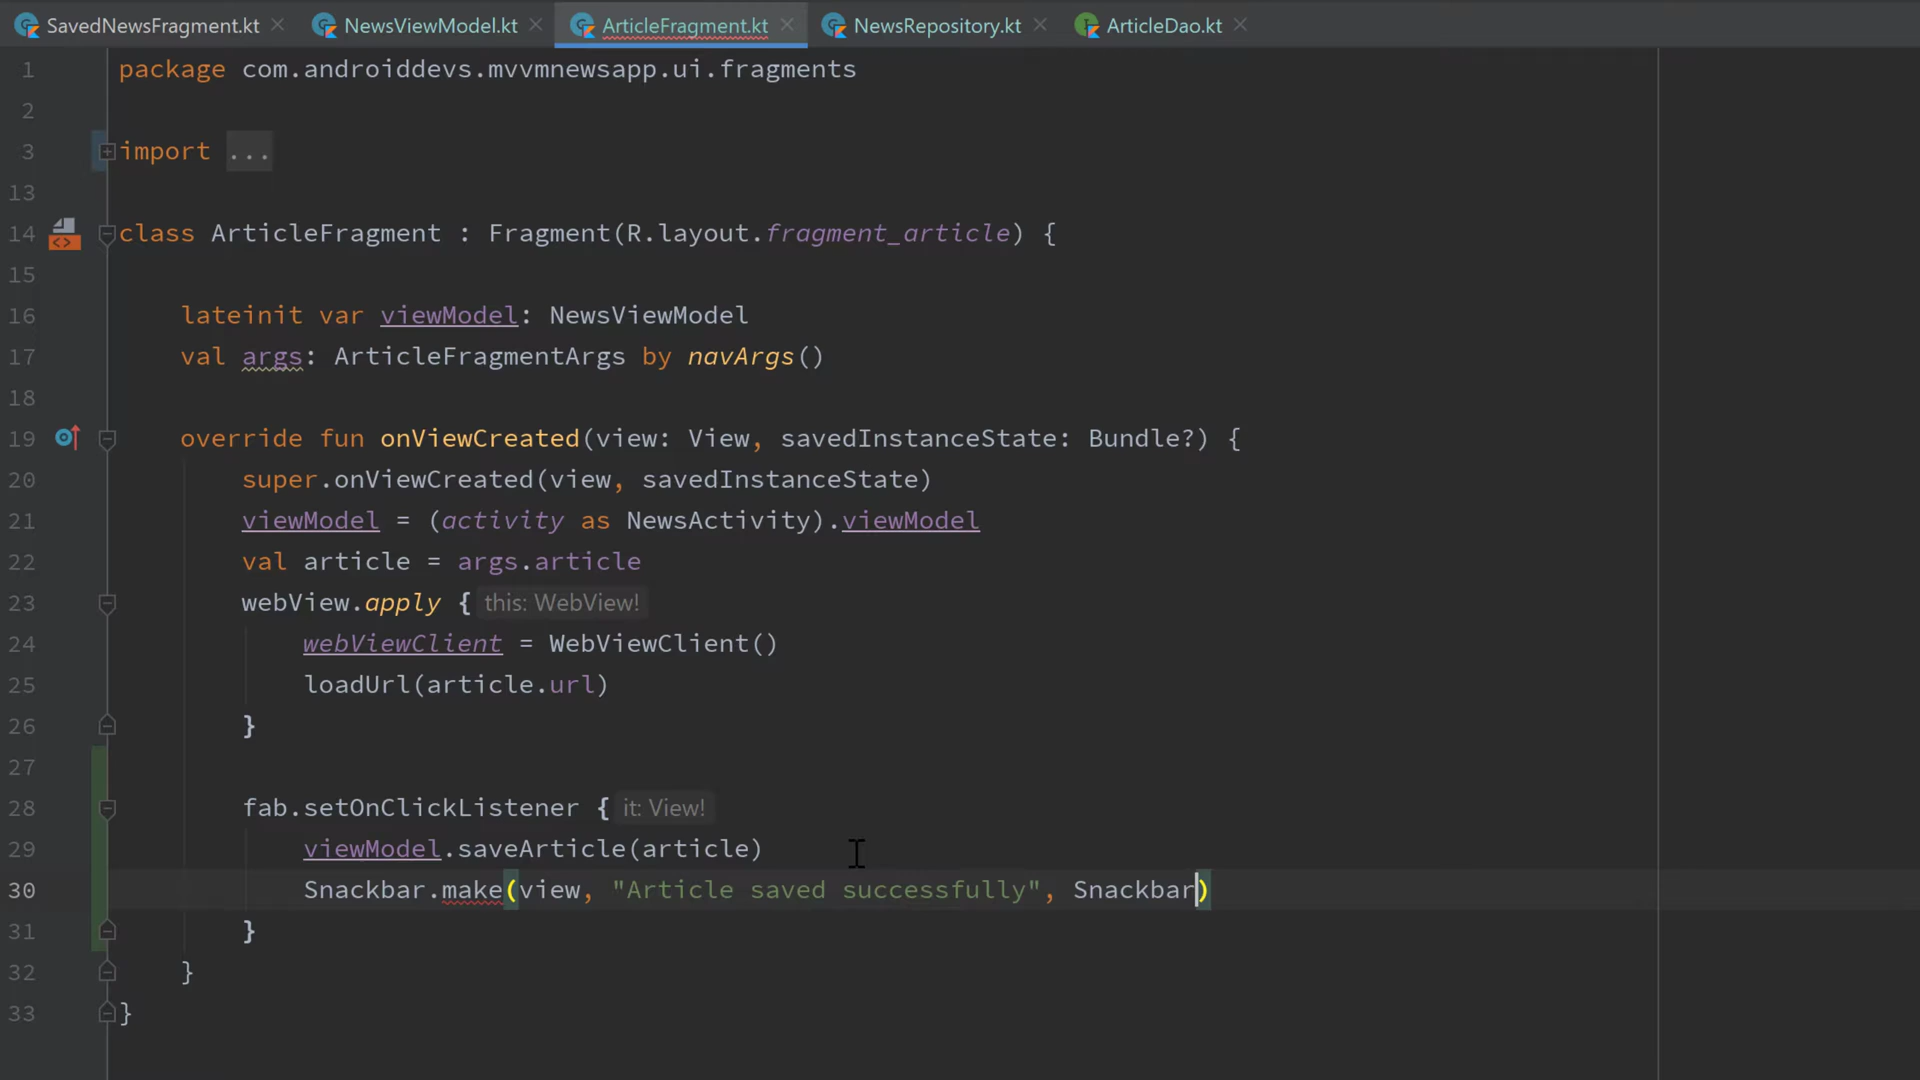 SavedNewsFragment.kt NewsViewModel.kt ArticleFragment.kt NewsRepository.kt ArticleDao.kt
1 package com.androiddevs.mvvmnewsapp.ui.fragments
2
3 import ...
13
14 class ArticleFragment : Fragment(R.layout.fragment_article) {
15
16 lateinit var viewModel: NewsViewModel
17 val args: ArticleFragmentArgs by navArgs()
18
19 override fun onViewCreated(view: View, savedInstanceState: Bundle?) {
20 super.onViewCreated(view, savedInstanceState)
21 viewModel = (activity as NewsActivity).viewModel
22 val article = args.article
23 webView.apply { this: WebView!
24 webViewClient = WebViewClient()
25 loadUrl(article.url)
26 }
27
28 fab.setOnClickListener { it: View!
29 viewModel.saveArticle(article)
30 Snackbar.make(view, "Article saved successfully", Snackbar)
31 }
32 }
33 }